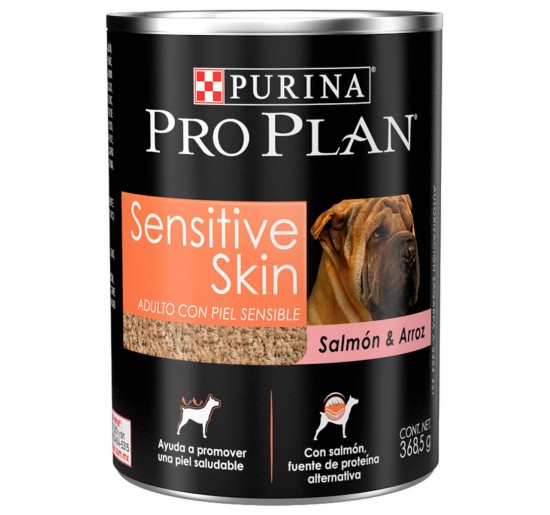 PURINA®
PRO PLAN®
Sensitive
Skin
ADULTO CON PIEL SENSIBLE
Salmón & Arroz
Ayuda a promover
una piel saludable
Con salmón,
fuente de proteína
alternativa
CONT. NET.
368,5 g